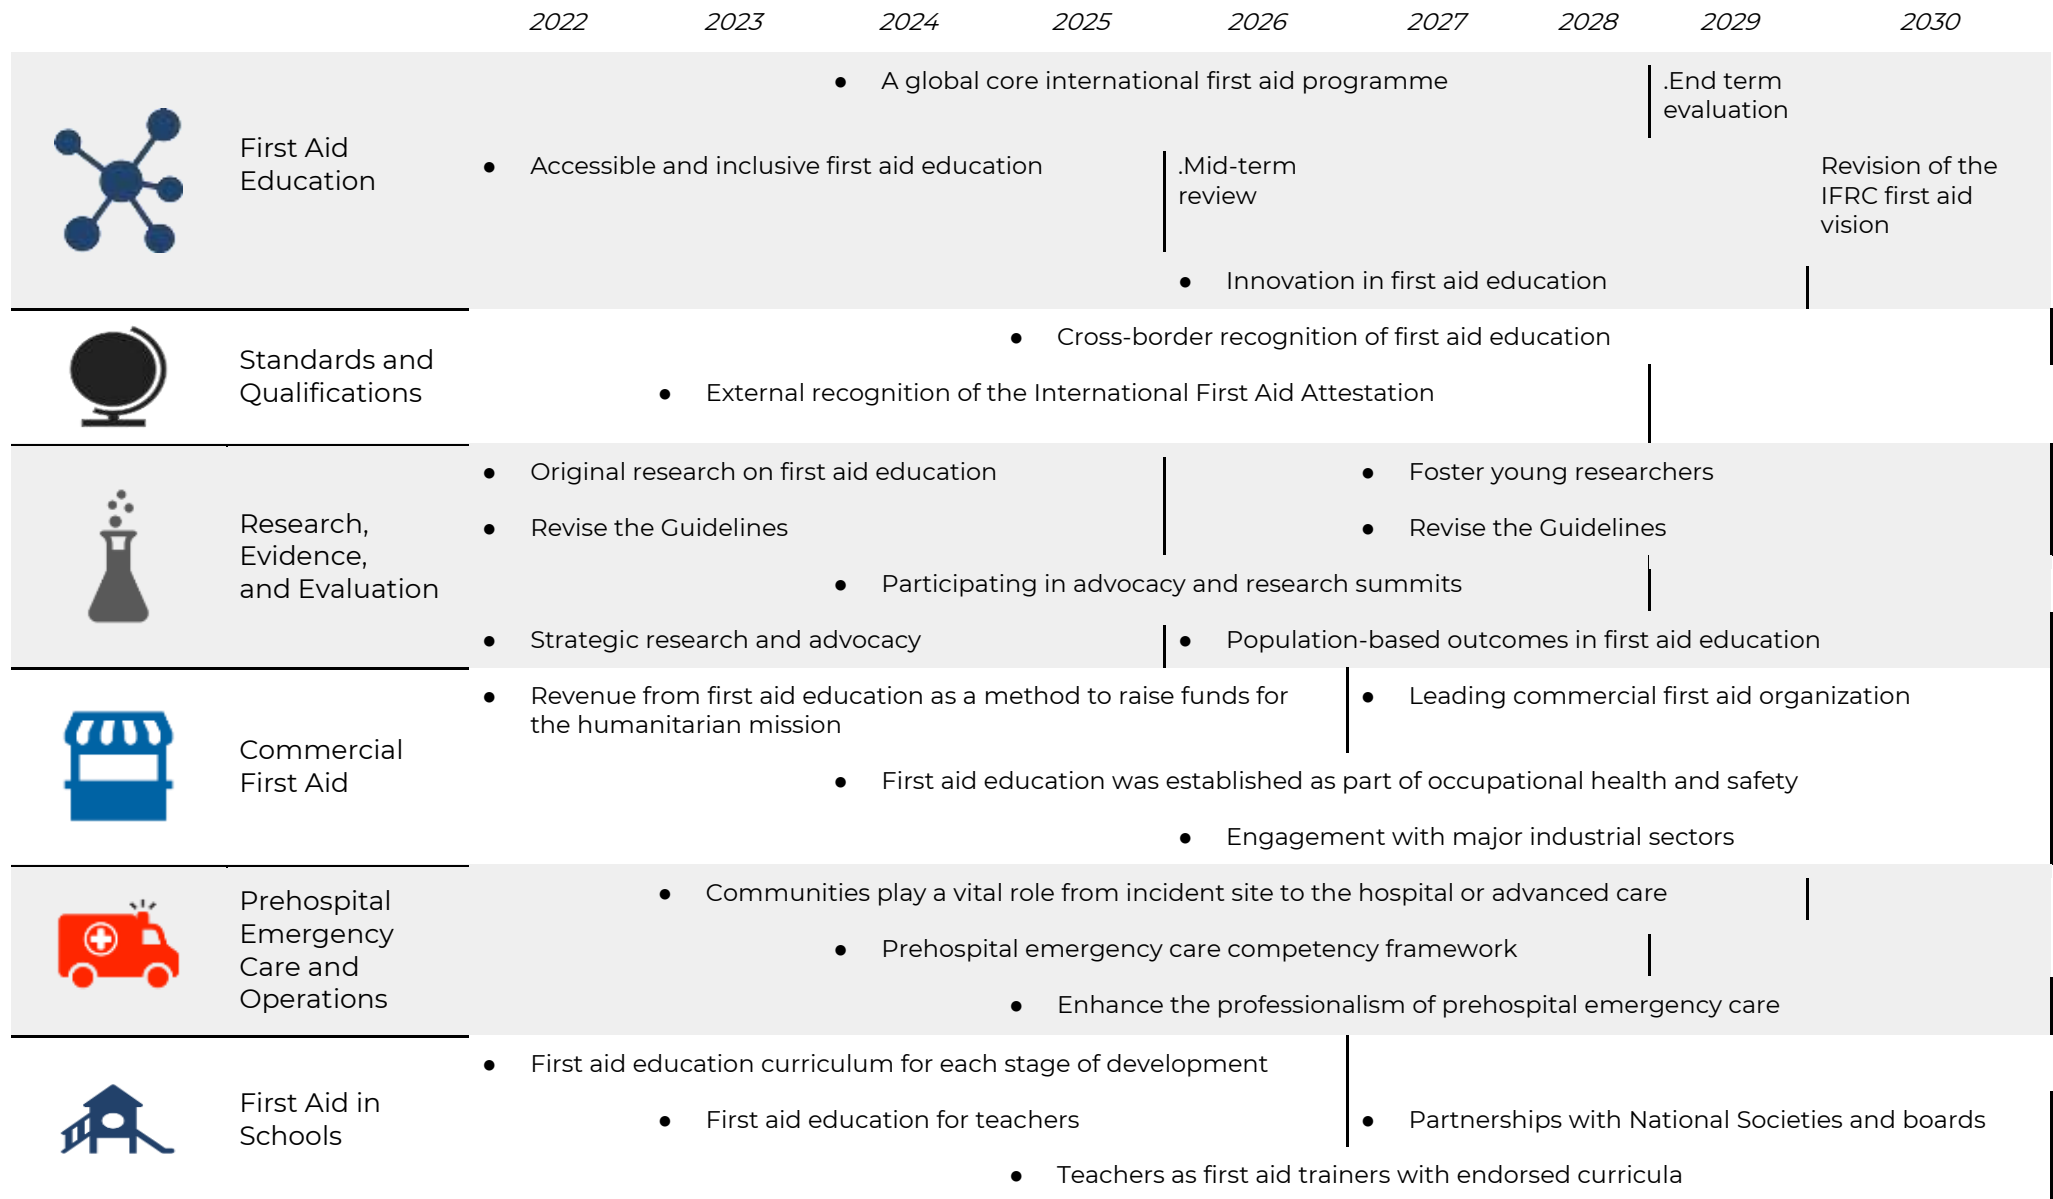 2022 2023 2024 2025 2026 2027 2028 2029 2030
First Aid
Education
● A global core international first aid programme
.End term
evaluation
● Accessible and inclusive first aid education
.Mid-term
review
Revision of the
IFRC first aid
vision
● Innovation in first aid education
Standards and
Qualifications
● Cross-border recognition of first aid education
● External recognition of the International First Aid Attestation
Research,
Evidence,
and Evaluation
● Original research on first aid education
● Foster young researchers
● Revise the Guidelines
● Revise the Guidelines
● Participating in advocacy and research summits
● Strategic research and advocacy
● Population-based outcomes in first aid education
Commercial
First Aid
● Revenue from first aid education as a method to raise funds for
the humanitarian mission
● Leading commercial first aid organization
● First aid education was established as part of occupational health and safety
● Engagement with major industrial sectors
Prehospital
Emergency
Care and
Operations
● Communities play a vital role from incident site to the hospital or advanced care
● Prehospital emergency care competency framework
● Enhance the professionalism of prehospital emergency care
First Aid in
Schools
● First aid education curriculum for each stage of development
● First aid education for teachers
● Partnerships with National Societies and boards
● Teachers as first aid trainers with endorsed curricula